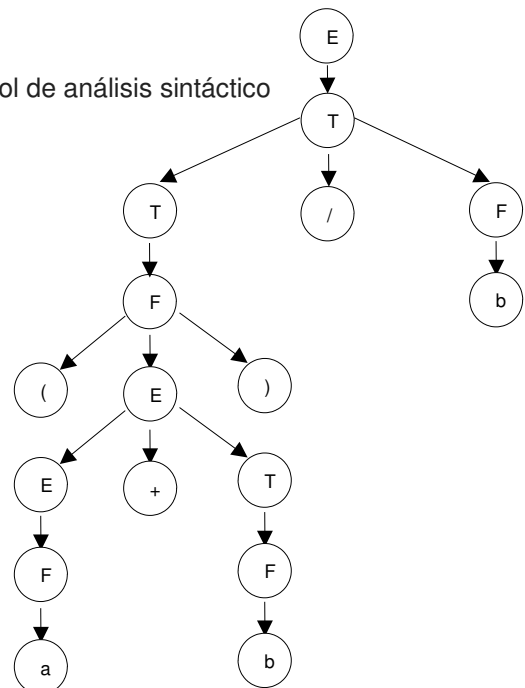 E
ol de análisis sintáctico
T
T / F
F b
( E )
E + T
F F
a b